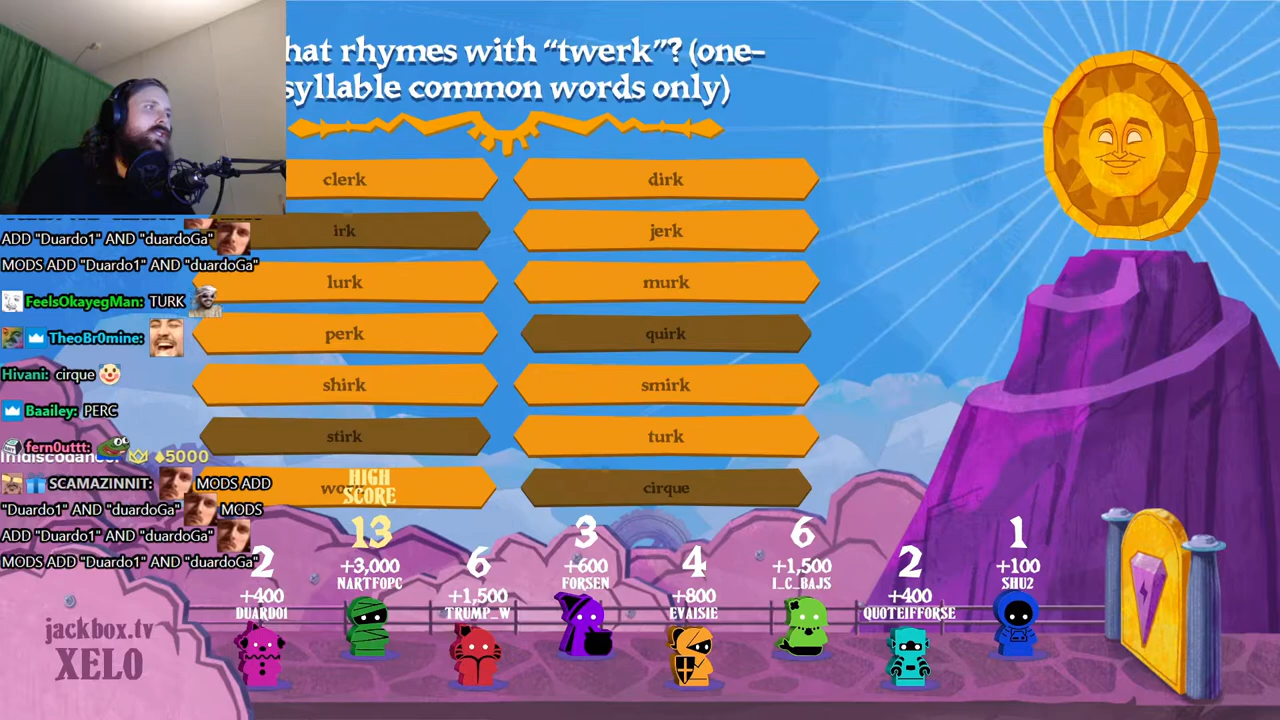 hat rhymes with “twerk”? (one-
syllable common words only)
clerk
dirk
irk
jerk
lurk
murk
perk
quirk
shirk
smirk
stirk
turk
cirque
ADD "Duardo1" AND "duardoGa"
MODS ADD "Duardo1" AND "duardoGa"
FeelsOkayegMan: TURK
TheoBr0mine:
Hivani: cirque
Baailey: PERC
fern0uttt:
5000
SCAMAZINNIT: MODS ADD
"Duardo1" AND "duardoGa" MODS
ADD "Duardo1" AND "duardoGa"
MODS ADD "Duardo1" AND "duardoGa"
HIGH
SCORE
2
+400
DUARDO1
13
+3,000
NARTFOPC
6
+1,500
TRUMP_W
3
+600
FORSEN
4
+800
EVAISIE
6
+1,500
I_C_BAJS
2
+400
QUOTEIFFORSE
1
+100
SHU2
jackbox.tv
XELO